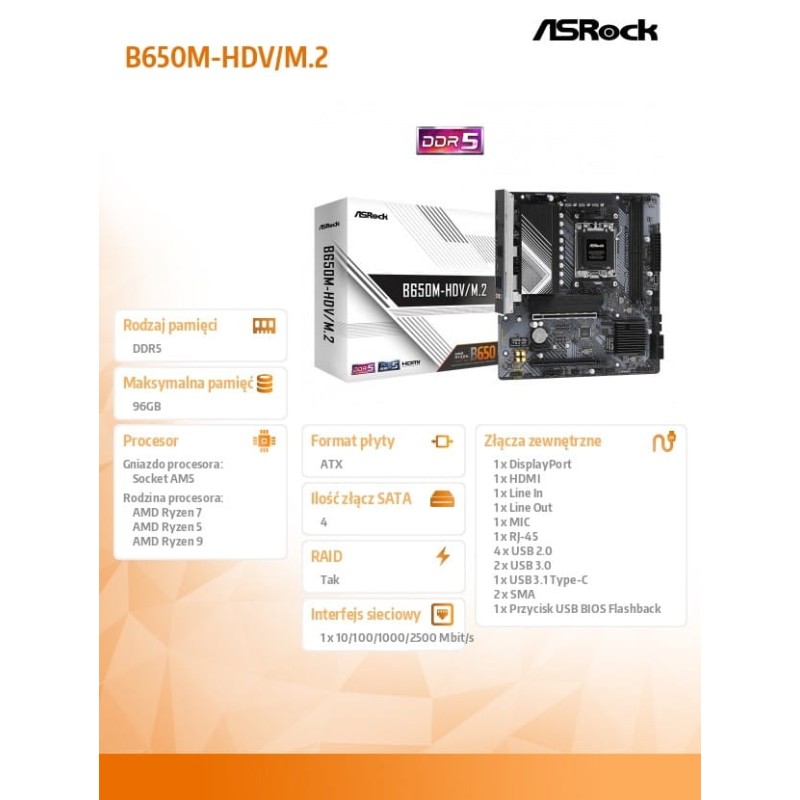 B650M-HDV/M.2
ASRock
DDR5
ASRock
ASRock
B650M-HDV/M.2
B650M-HDV/M.2
DDR5
HDMI
B650
ASRock
Rodzaj pamięci
DDR5
Maksymalna pamięć
96GB
Procesor
Gniazdo procesora:
Socket AM5
Rodzina procesora:
AMD Ryzen 7
AMD Ryzen 5
AMD Ryzen 9
Format płyty
ATX
Ilość złącz SATA
4
RAID
Tak
Interfejs sieciowy
1 x 10/100/1000/2500 Mbit/s
Złącza zewnętrzne
1 x DisplayPort
1 x HDMI
1 x Line In
1 x Line Out
1 x MIC
1 x RJ-45
4 x USB 2.0
2 x USB 3.0
1 x USB 3.1 Type-C
2 x SMA
1 x Przycisk USB BIOS Flashback